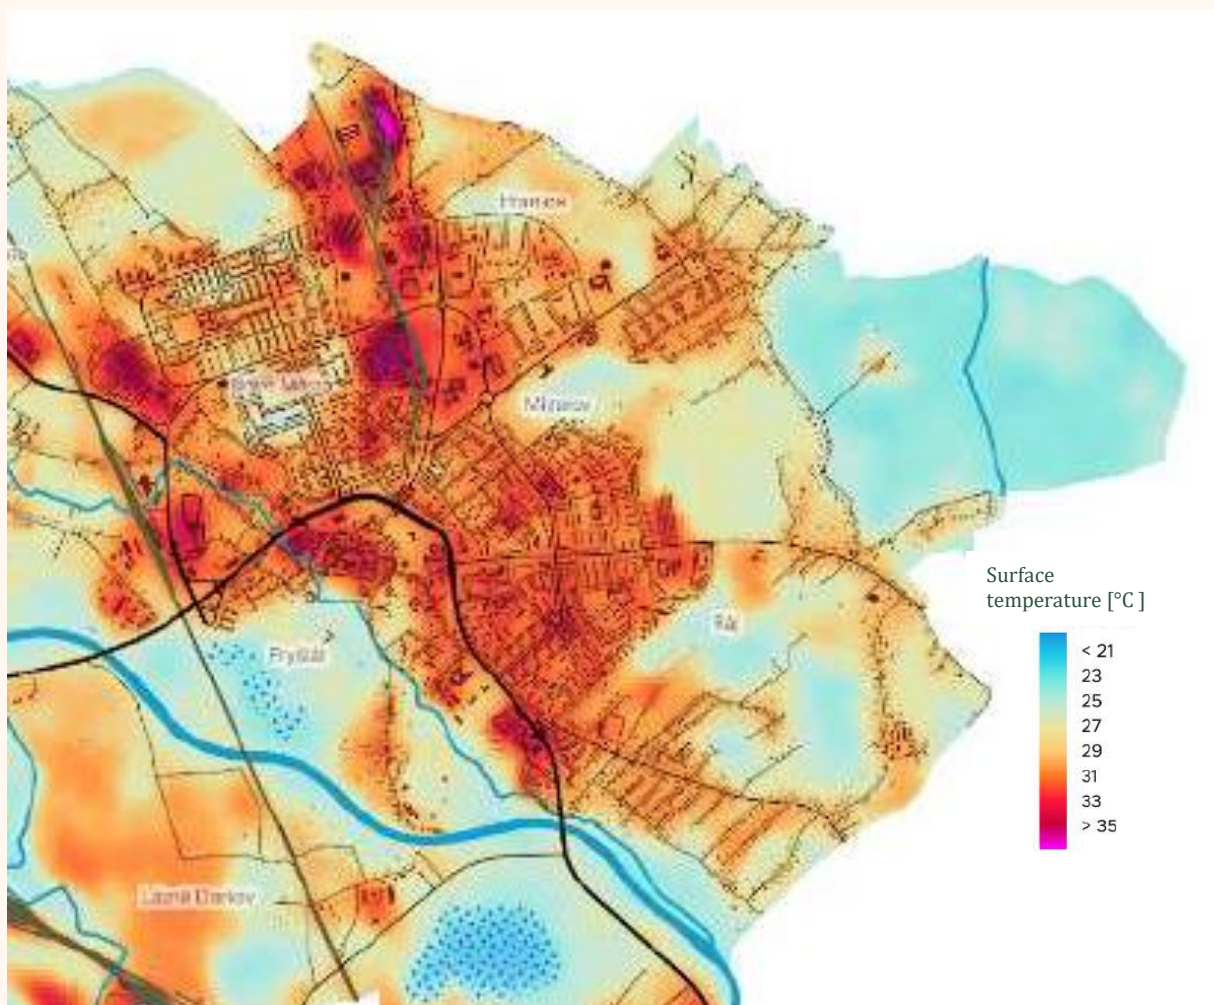 Hranice
Mizerov
Surface
temperature [°C ]
Ráj
< 21
23
25
Fryštát
27
29
31
33
> 35
Lázně Darkov